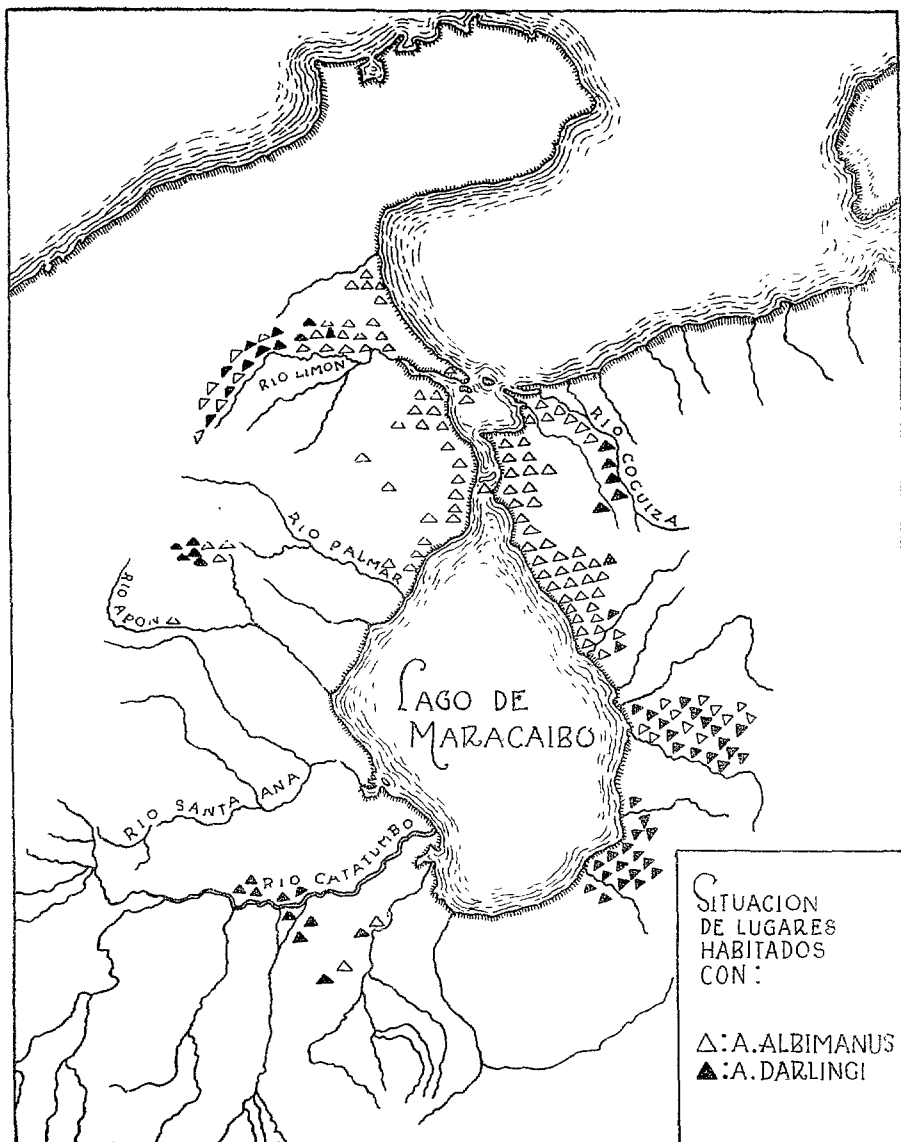 RIO LIMON
RIO COCUIZA
RIO PALMAR
RIO APON
LAGO DE
MARACAIBO
RIO SANTA ANA
RIO CATATUMBO
SITUACION
DE LUGARES
HABITADOS
CON:
△:A.ALBIMANUS
▲:A.DARLINGI